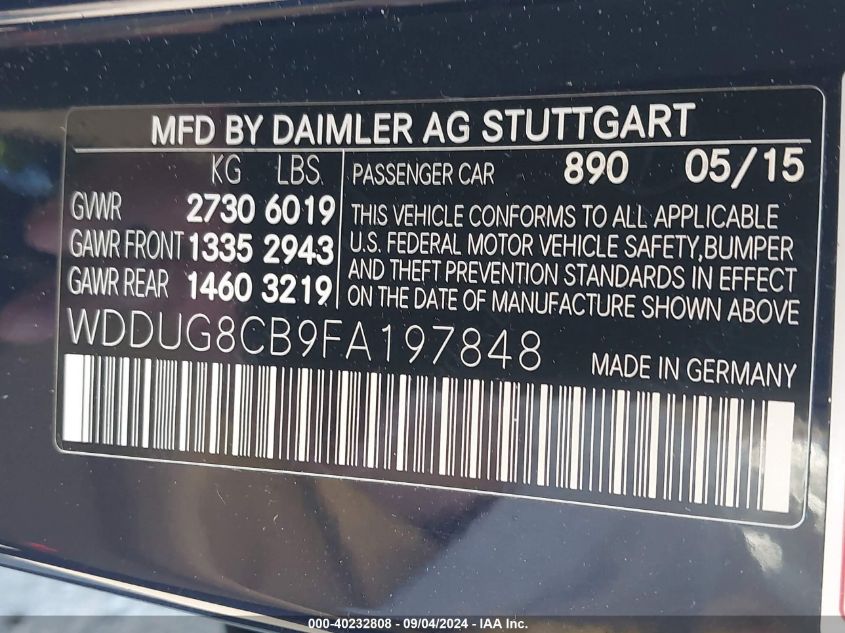 MFD BY DAIMLER AG STUTTGART
KG LBS
GVWR 2730 6019
GAWR FRONT 1335 2943
GAWR REAR 1460 3219
PASSENGER CAR 890 05/15
THIS VEHICLE CONFORMS TO ALL APPLICABLE
U.S. FEDERAL MOTOR VEHICLE SAFETY,BUMPER
AND THEFT PREVENTION STANDARDS IN EFFECT
ON THE DATE OF MANUFACTURE SHOWN ABOVE
WDDUG8CB9FA197848
MADE IN GERMANY
000-40232808 - 09/04/2024 - IAA Inc.